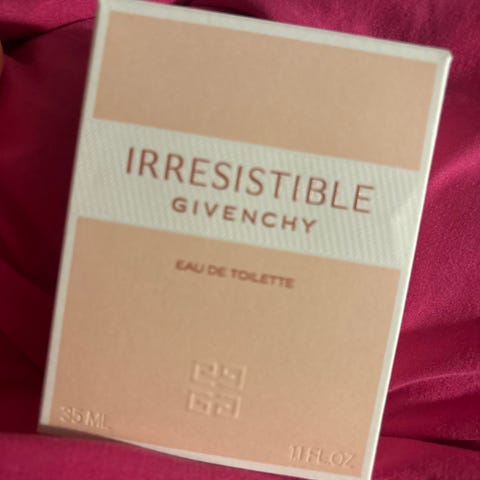 IRRESISTIBLE
GIVENCHY
EAU DE TOILETTE
35 ML
1.1 FL.OZ